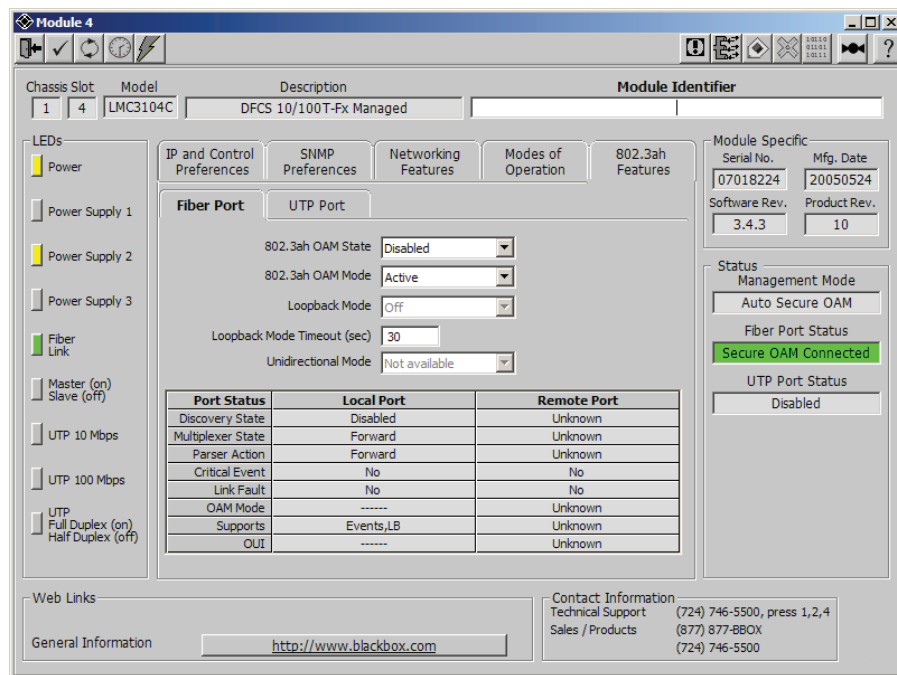 Module 4
10110
01101
10111
?
Chassis Slot Model Description Module Identifier
1 4 LMC3104C DFCS 10/100T-Fx Managed
LEDs
Power
Power Supply 1
Power Supply 2
Power Supply 3
Fiber
Link
Master (on)
Slave (off)
UTP 10 Mbps
UTP 100 Mbps
UTP
Full Duplex (on)
Half Duplex (off)
IP and Control Preferences SNMP Preferences Networking Features Modes of Operation 802.3ah Features
Fiber Port UTP Port
802.3ah OAM State Disabled
802.3ah OAM Mode Active
Loopback Mode Off
Loopback Mode Timeout (sec) 30
Unidirectional Mode Not available
Port Status Local Port Remote Port
Discovery State Disabled Unknown
Multiplexer State Forward Unknown
Parser Action Forward Unknown
Critical Event No No
Link Fault No No
OAM Mode ------ Unknown
Supports Events,LB Unknown
OUI ------ Unknown
Module Specific
Serial No. Mfg. Date
07018224 20050524
Software Rev. Product Rev.
3.4.3 10
Status
Management Mode
Auto Secure OAM
Fiber Port Status
Secure OAM Connected
UTP Port Status
Disabled
Web Links
General Information http://www.blackbox.com
Contact Information
Technical Support (724) 746-5500, press 1,2,4
Sales / Products (877) 877-BBOX
(724) 746-5500